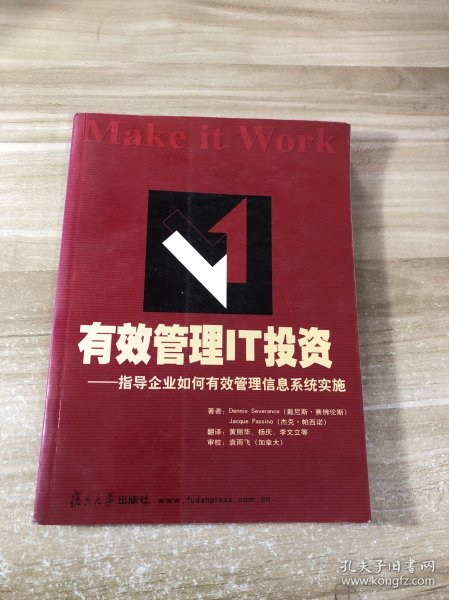 Make it Work
有效管理IT投资
——指导企业如何有效管理信息系统实施
著者：Dennis Severance（戴尼斯·赛佛伦斯）
Jacque Passino（杰克·帕西诺）
翻译：黄丽华、杨庆、李文立等
审校：袁雨飞（加拿大）
復旦大學出版社 www.fudanpress.com.cn
孔夫子旧书网
www.kongfz.com